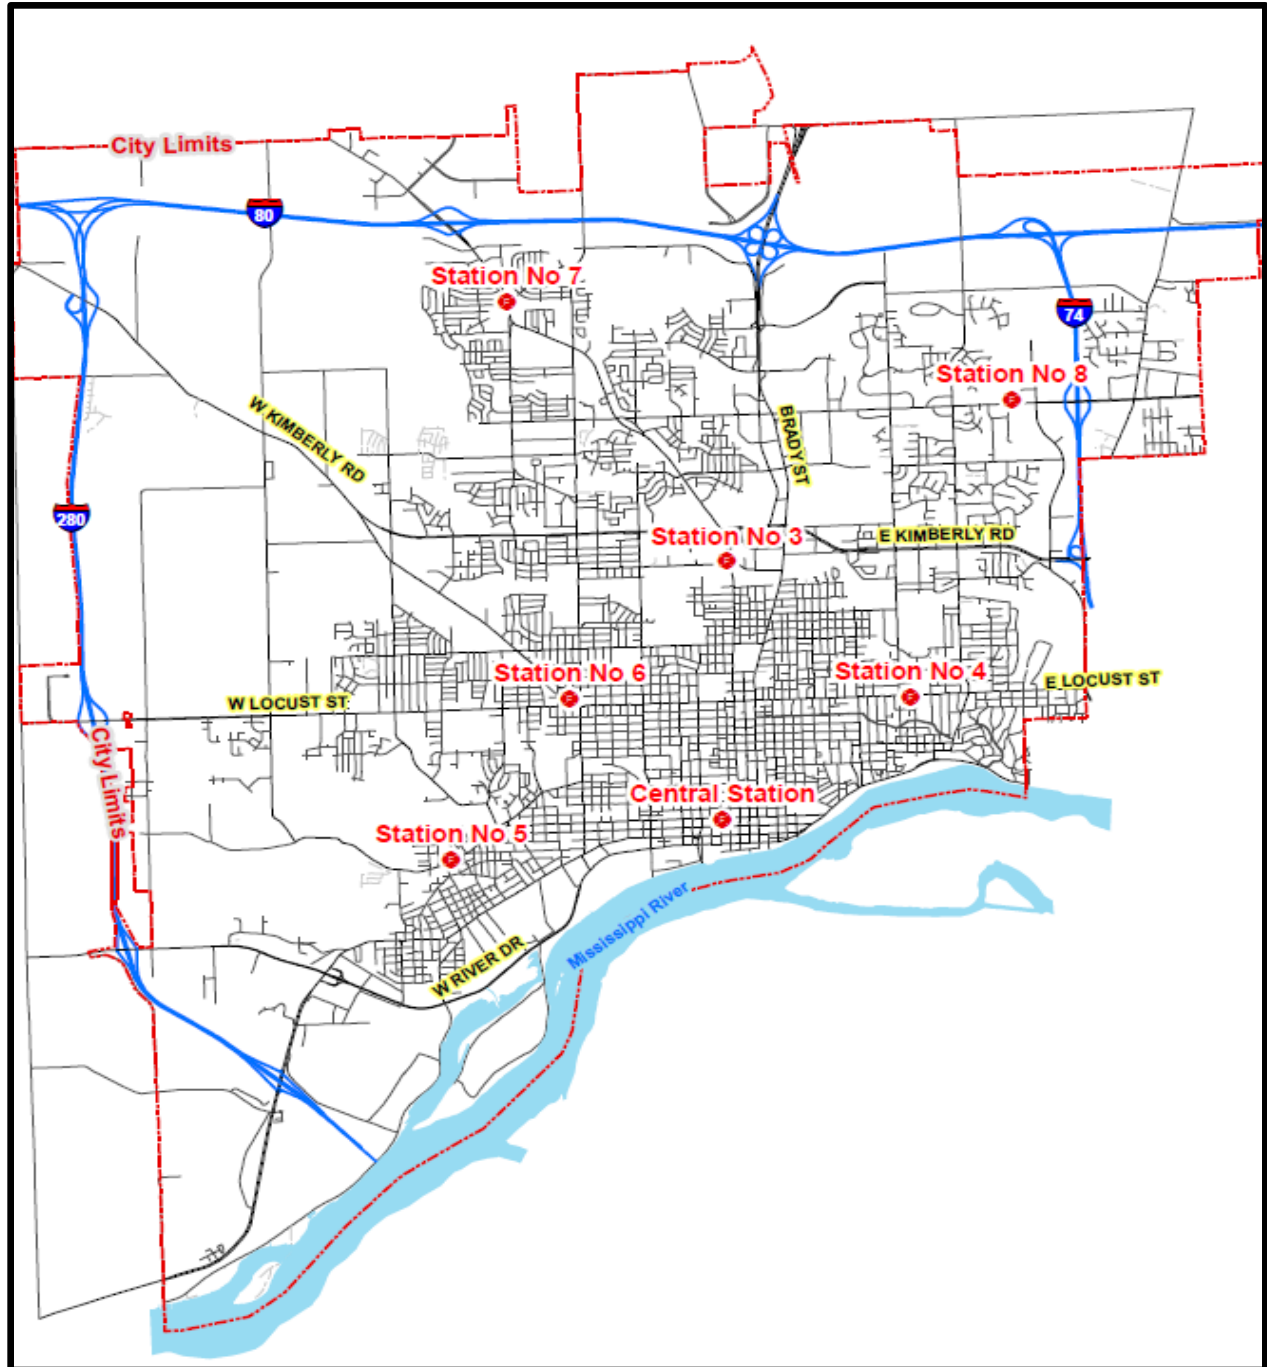 City Limits
80
Station No 7
74
Station No 8
W KIMBERLY RD
BRADY ST
280
Station No 3
E KIMBERLY RD
Station No 6
Station No 4
E LOCUST ST
W LOCUST ST
City Limits
Central Station
Station No 5
Mississippi River
W RIVER DR